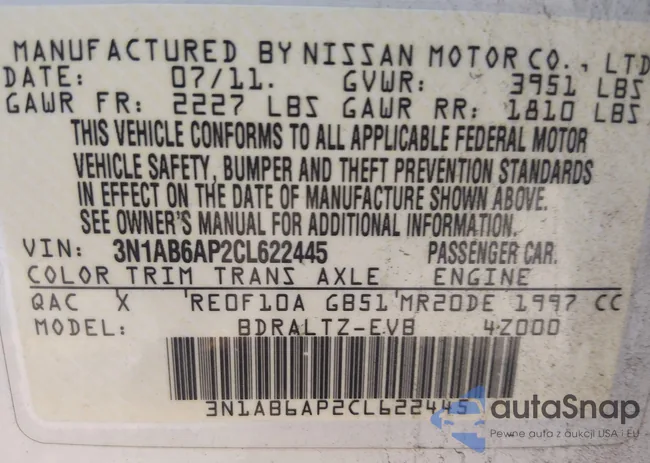 MANUFACTURED BY NISSAN MOTOR CO., LTD
DATE: 07/11. GVWR: 3951 LBS
GAWR FR: 2227 LBS GAWR RR: 1810 LBS
THIS VEHICLE CONFORMS TO ALL APPLICABLE FEDERAL MOTOR
VEHICLE SAFETY, BUMPER AND THEFT PREVENTION STANDARDS
IN EFFECT ON THE DATE OF MANUFACTURE SHOWN ABOVE.
SEE OWNER'S MANUAL FOR ADDITIONAL INFORMATION.
VIN: 3N1AB6AP2CL622445 PASSENGER CAR.
COLOR TRIM TRANS AXLE ENGINE
QAC X RE0F10A GB51 MR20DE 1997 CC
MODEL: BDRALTZ-EVB 4Z000
3N1AB6AP2CL622445
autaSnap
Pewne auta z aukcji USA i EU